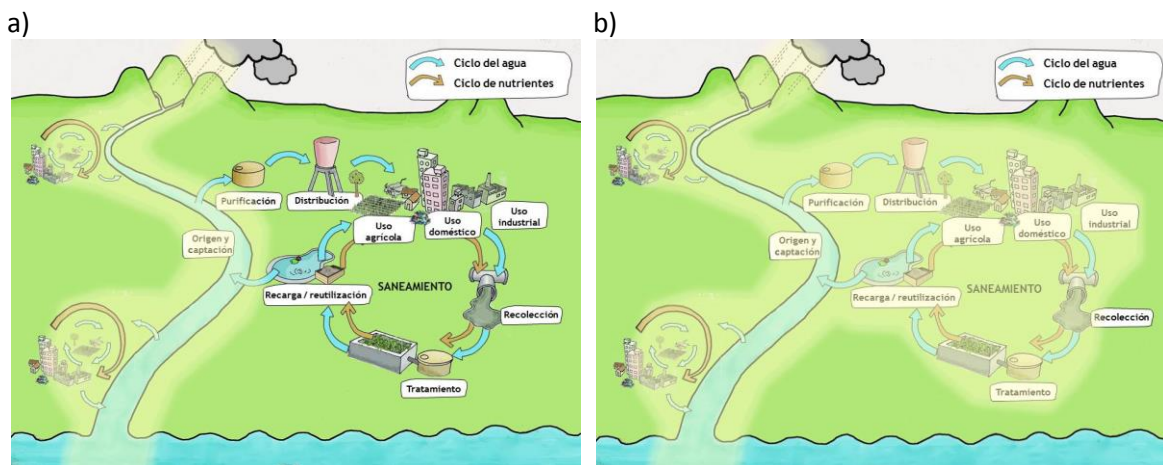 a)
Ciclo del agua
Ciclo de nutrientes
Purificación
Distribución
Uso
agrícola
Uso
doméstico
Uso
industrial
Origen y
captación
Recarga / reutilización
SANEAMIENTO
Recolección
Tratamiento
b)
Ciclo del agua
Ciclo de nutrientes
Purificación
Distribución
Uso
agrícola
Uso
doméstico
Uso
industrial
Origen y
captación
Recarga / reutilización
SANEAMIENTO
Recolección
Tratamiento